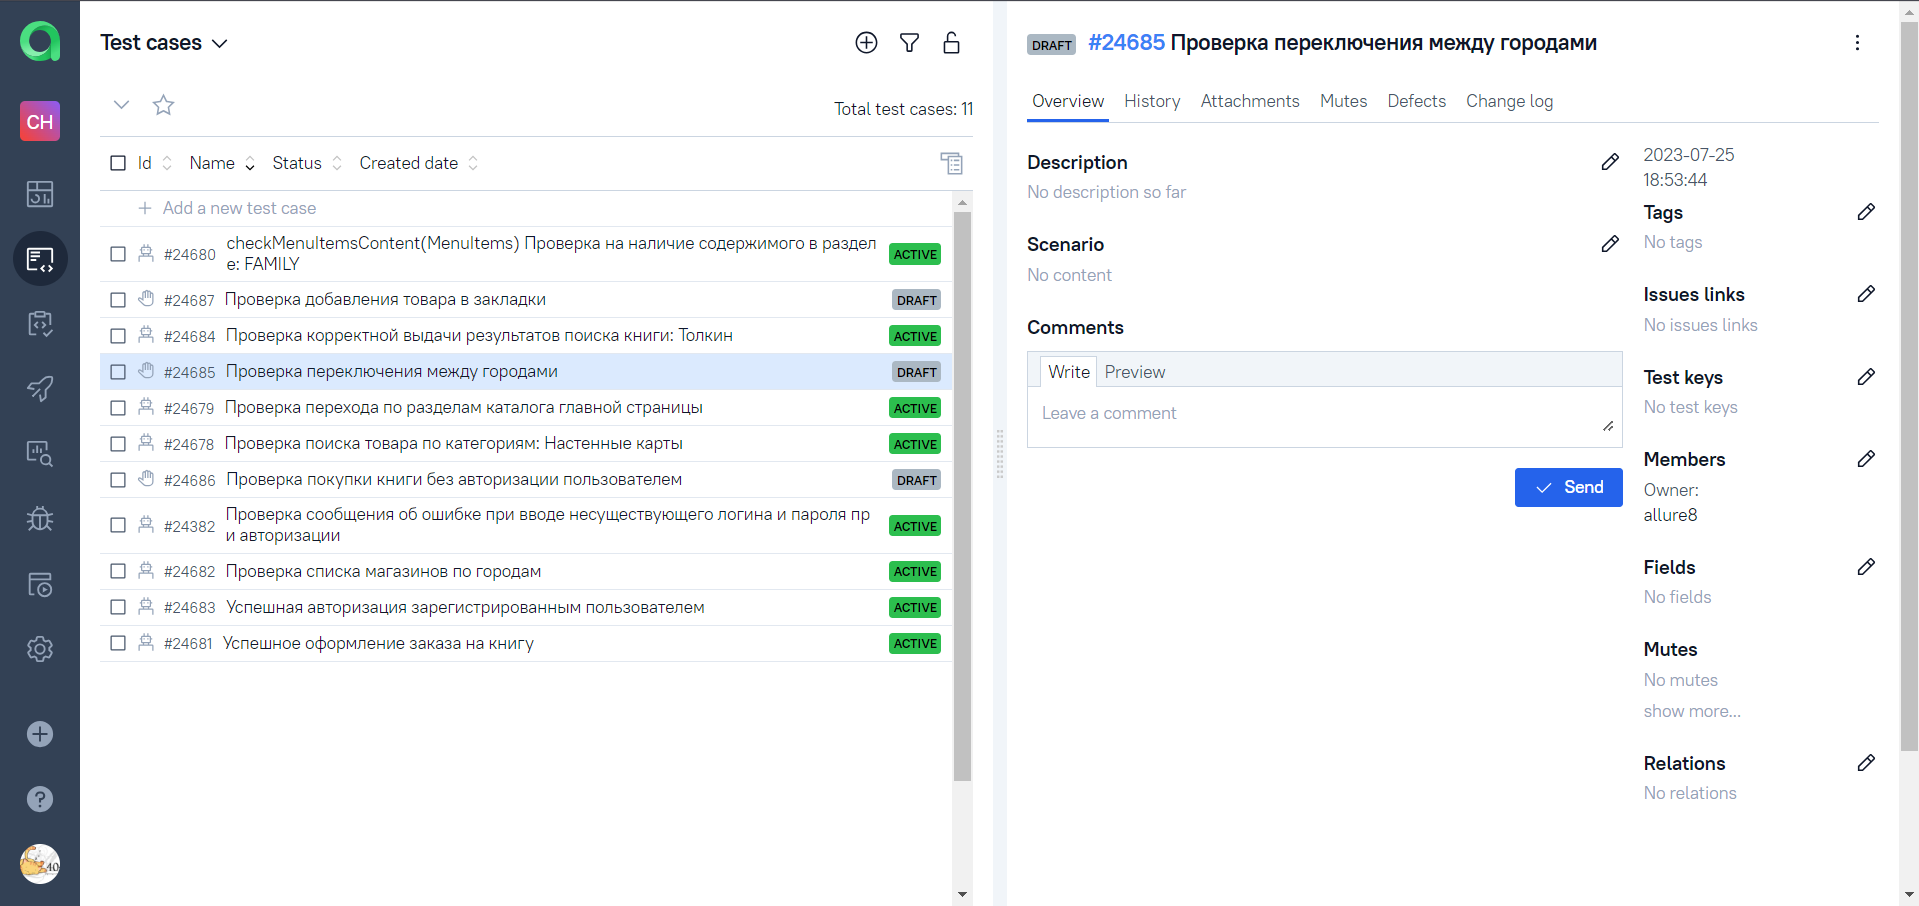 CH
Test cases
Total test cases: 11
Id Name Status Created date
Add a new test case
#24680 checkMenuItemsContent(MenuItems) Проверка на наличие содержимого в раздел
е: FAMILY ACTIVE
#24687 Проверка добавления товара в закладки DRAFT
#24684 Проверка корректной выдачи результатов поиска книги: Толкин ACTIVE
#24685 Проверка переключения между городами DRAFT
#24679 Проверка перехода по разделам каталога главной страницы ACTIVE
#24678 Проверка поиска товара по категориям: Настенные карты ACTIVE
#24686 Проверка покупки книги без авторизации пользователем DRAFT
#24382 Проверка сообщения об ошибке при вводе несуществующего логина и пароля пр
и авторизации ACTIVE
#24682 Проверка списка магазинов по городам ACTIVE
#24683 Успешная авторизация зарегистрированным пользователем ACTIVE
#24681 Успешное оформление заказа на книгу ACTIVE
DRAFT #24685 Проверка переключения между городами
Overview History Attachments Mutes Defects Change log
Description
No description so far
Scenario
No content
Comments
Write Preview
Leave a comment
Send
2023-07-25
18:53:44
Tags
No tags
Issues links
No issues links
Test keys
No test keys
Members
Owner:
allure8
Fields
No fields
Mutes
No mutes
show more...
Relations
No relations
40